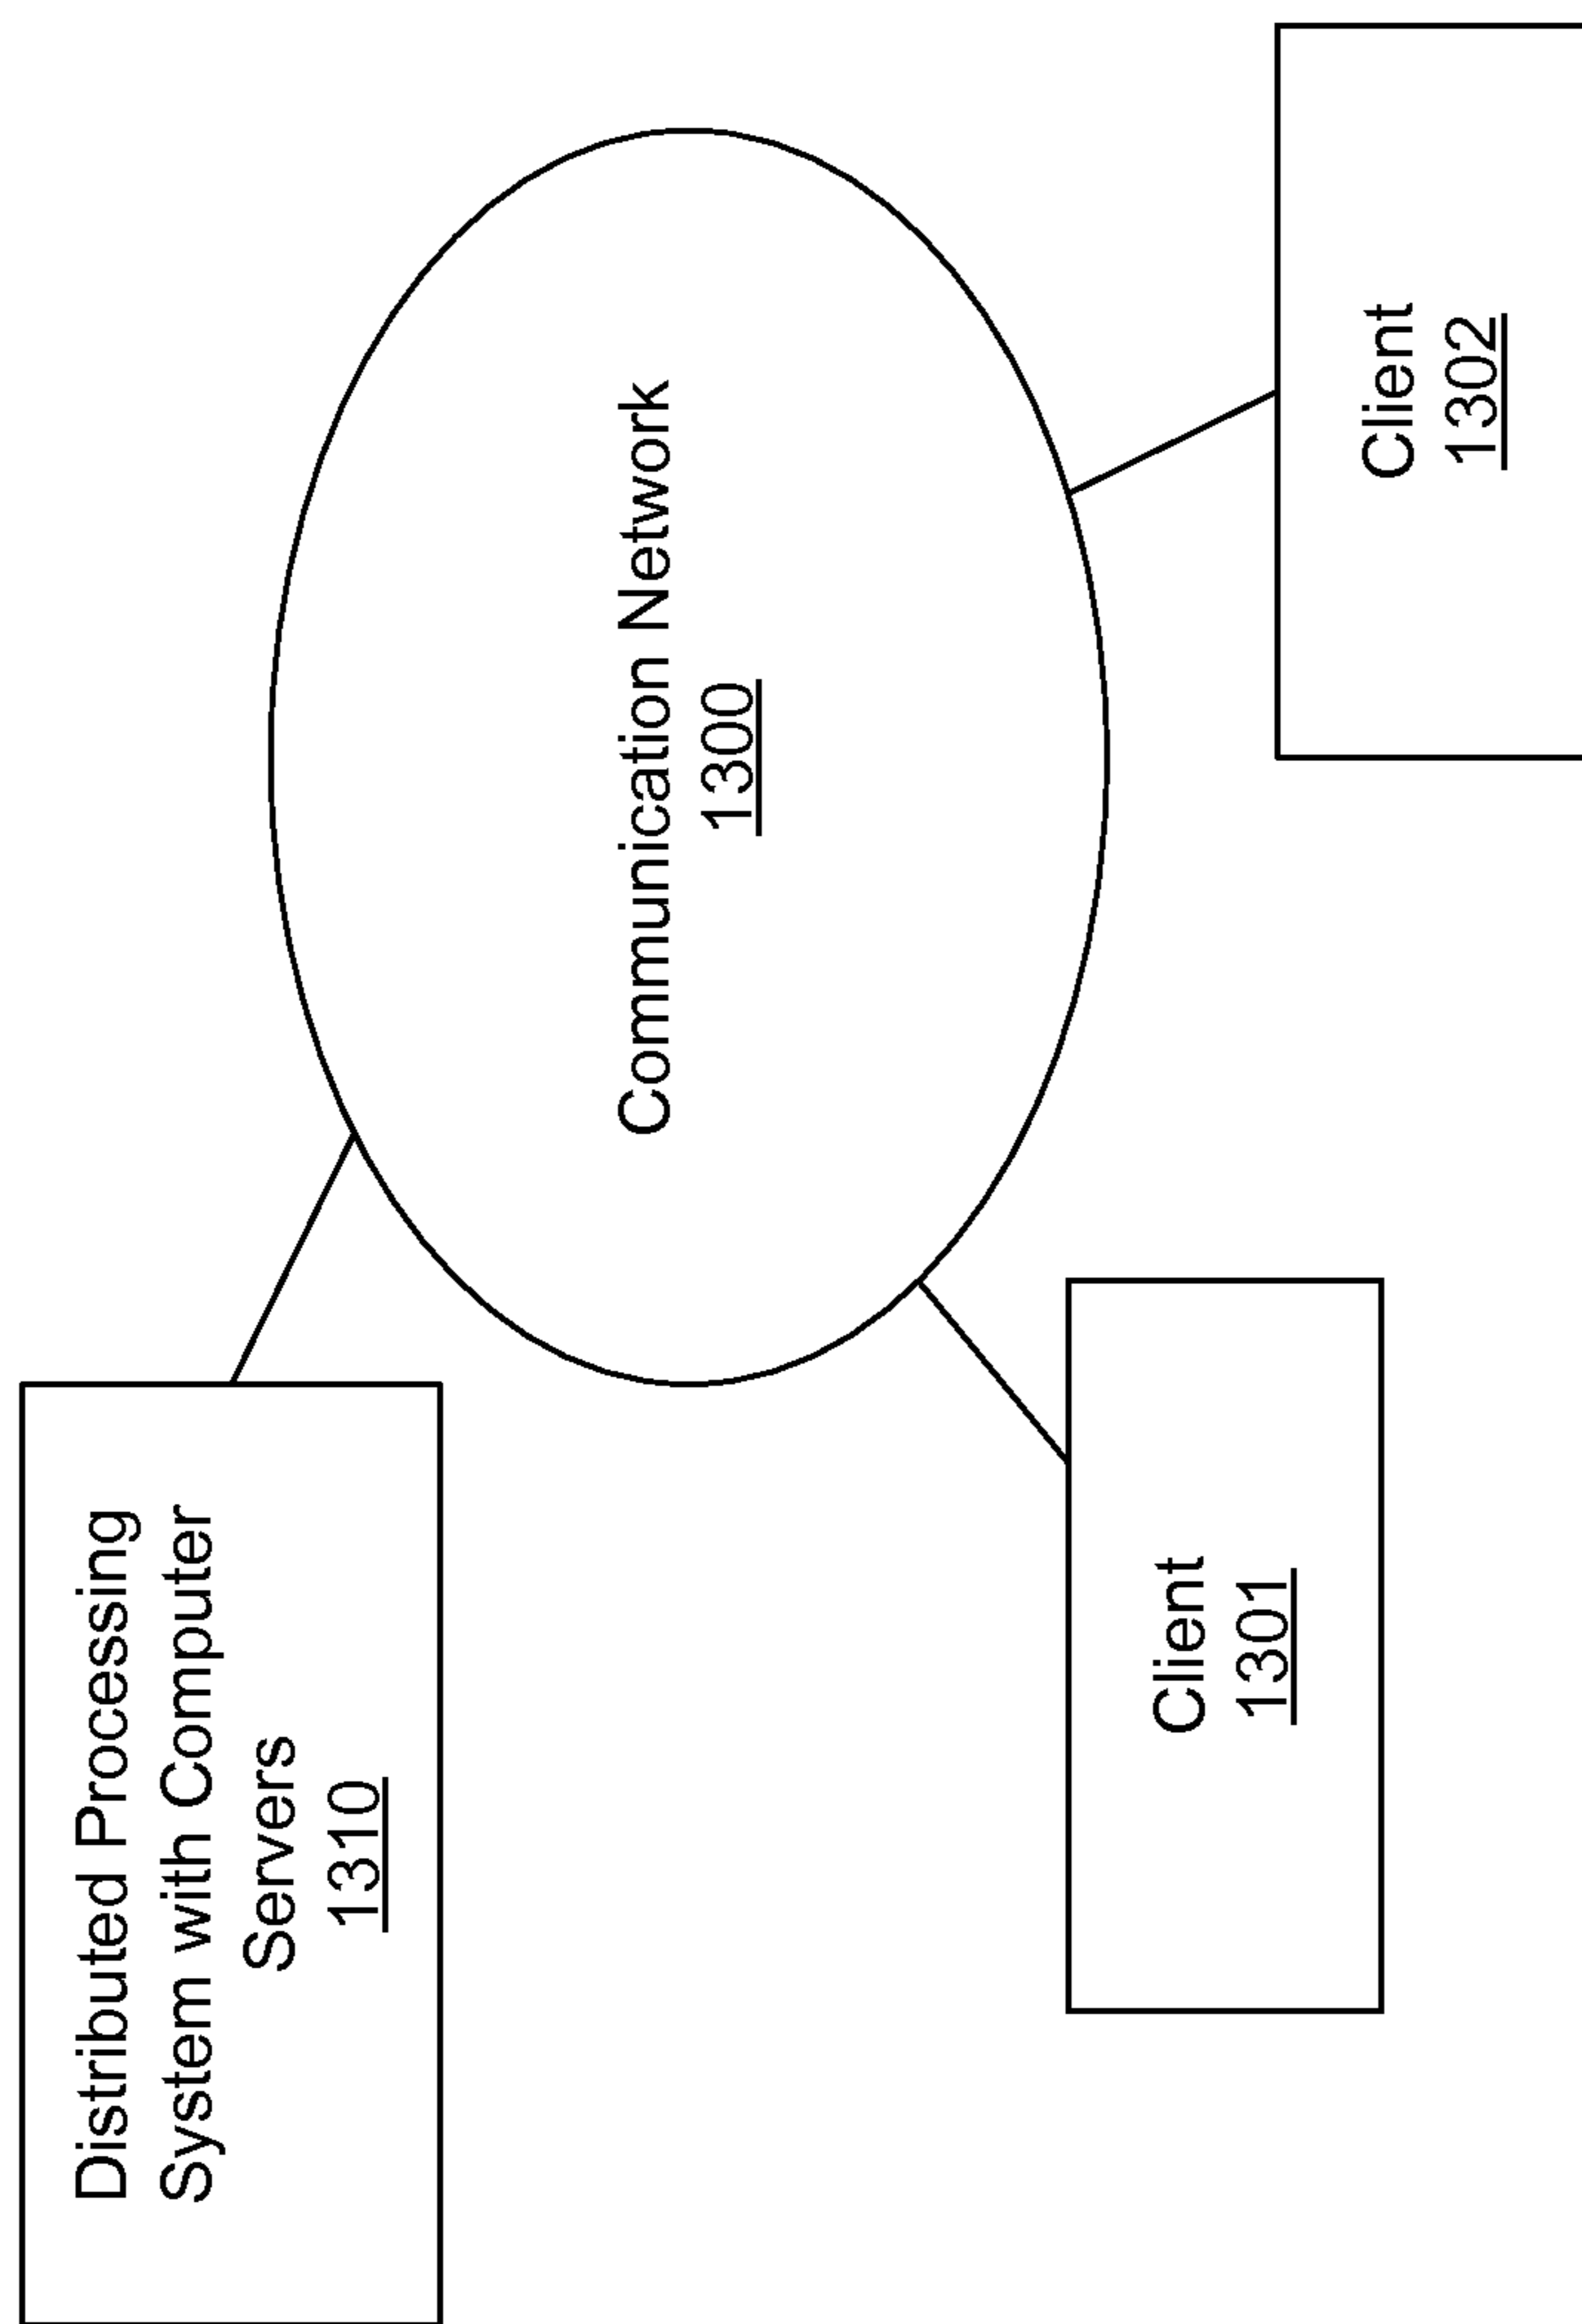 Distributed Processing
System with Computer
Servers
1310
Communication Network
1300
Client
1301
Client
1302